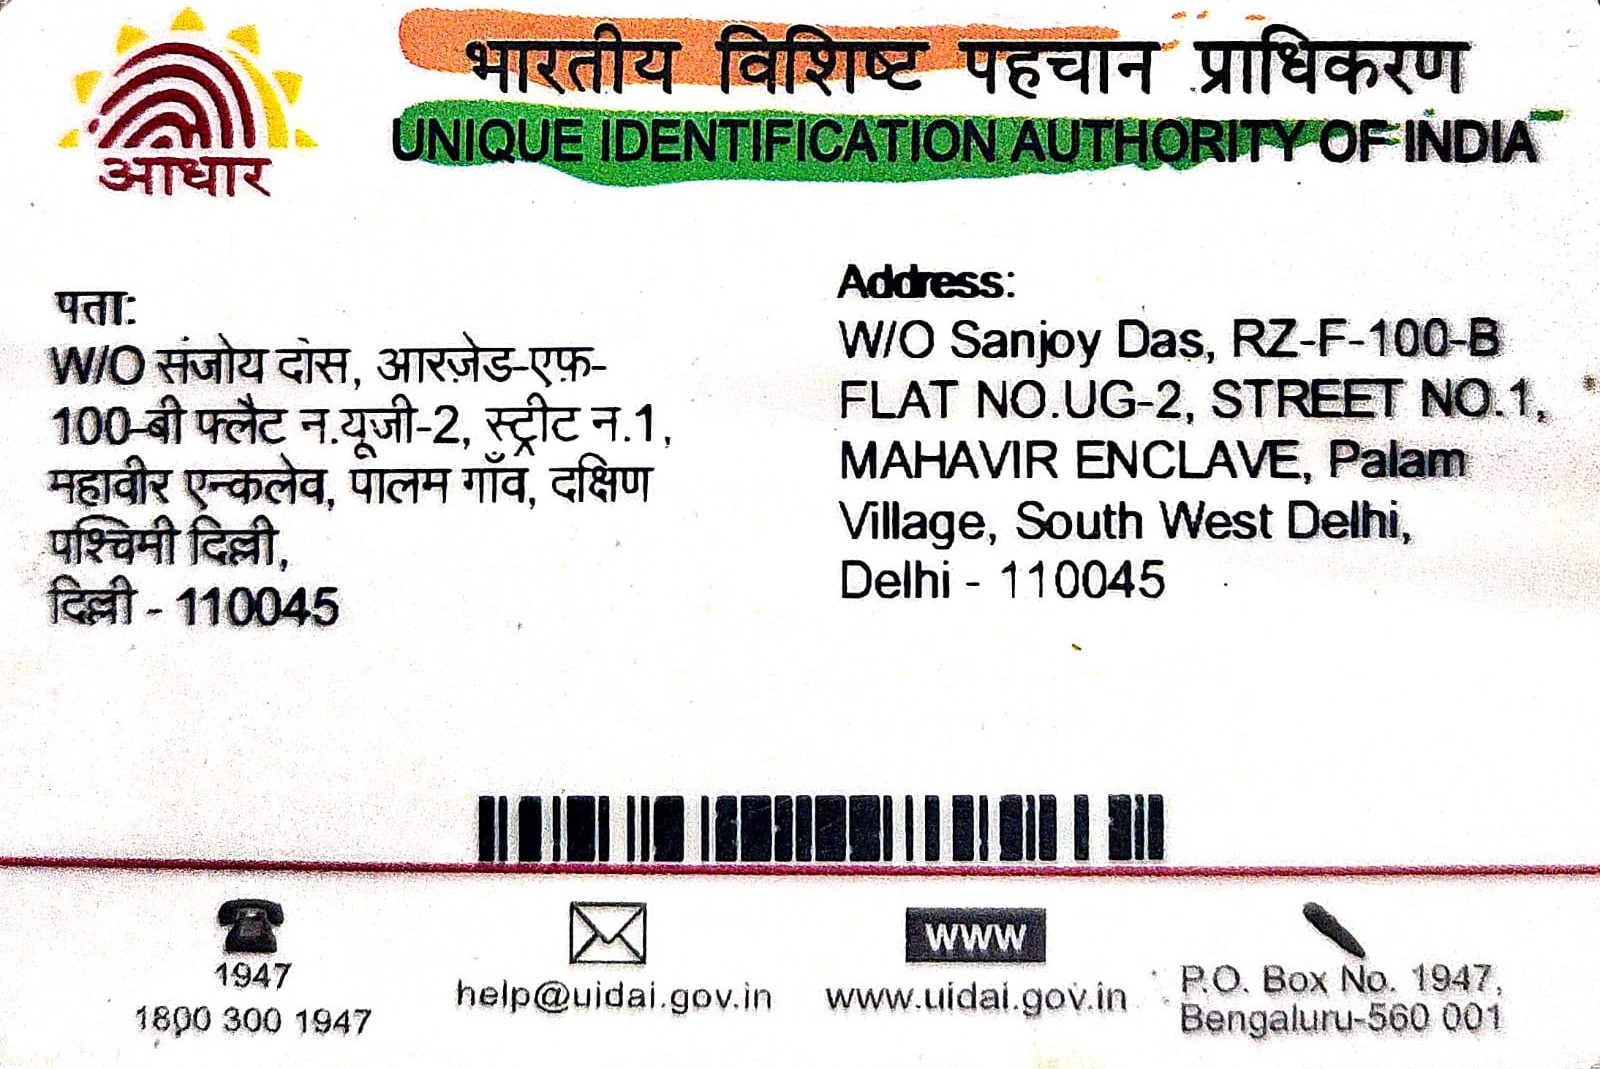 आधार
भारतीय विशिष्ट पहचान प्राधिकरण
UNIQUE IDENTIFICATION AUTHORITY OF INDIA
पता:
W/O संजोय दास, आरज़ेड-एफ़-
100-बी फ्लैट न.यूजी-2, स्ट्रीट न.1,
महावीर एन्कलेव, पालम गाँव, दक्षिण
पश्चिमी दिल्ली,
दिल्ली - 110045
Address:
W/O Sanjoy Das, RZ-F-100-B
FLAT NO.UG-2, STREET NO.1,
MAHAVIR ENCLAVE, Palam
Village, South West Delhi,
Delhi - 110045
1947
1800 300 1947
help@uidai.gov.in
WWW
www.uidai.gov.in
P.O. Box No. 1947,
Bengaluru-560 001